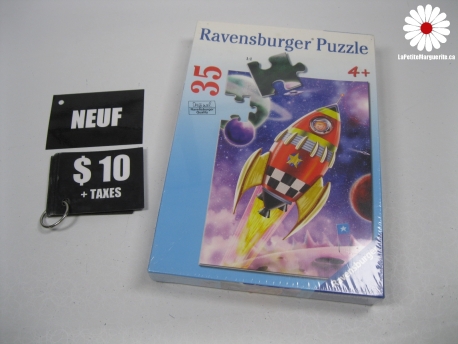 LaPetiteMarguerite.ca
NEUF
$ 10
+ TAXES
Ravensburger Puzzle
35
4+